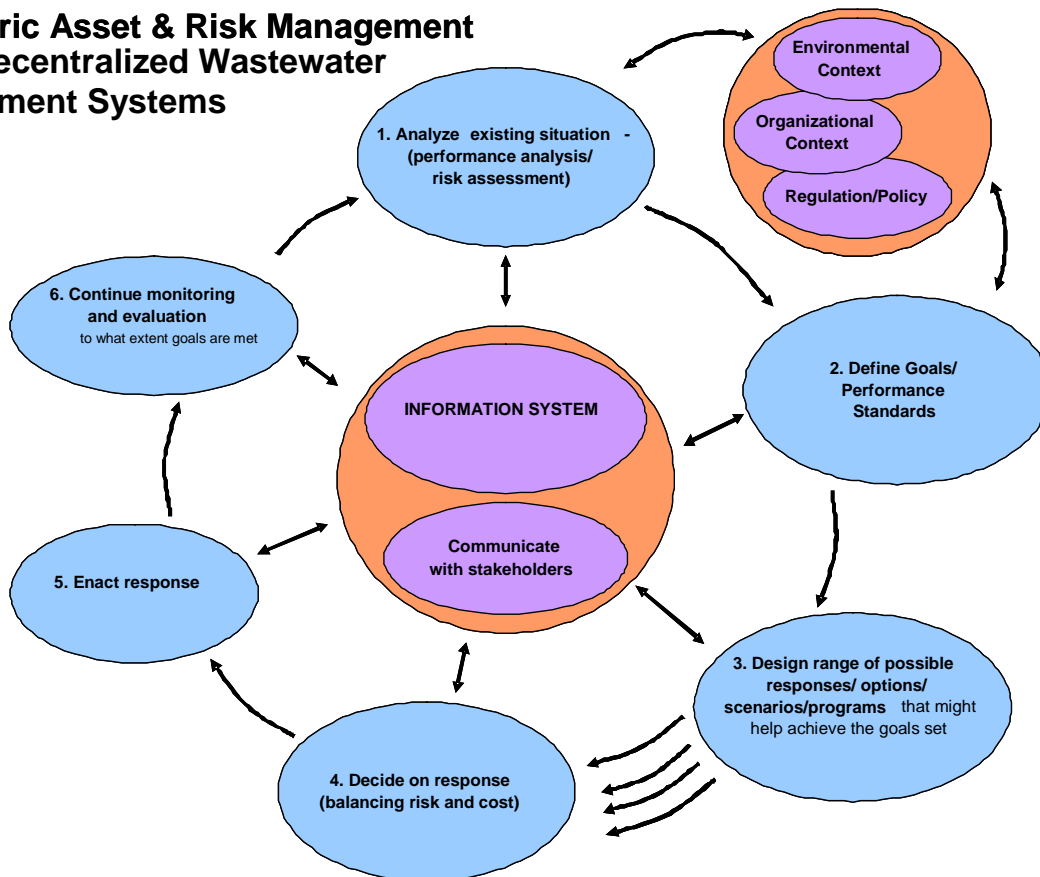 ric Asset & Risk Management
ecentralized Wastewater
ment Systems
Environmental
Context
Organizational
Context
Regulation/Policy
1. Analyze existing situation -
(performance analysis/
risk assessment)
6. Continue monitoring
and evaluation
to what extent goals are met
2. Define Goals/
Performance
Standards
INFORMATION SYSTEM
Communicate
with stakeholders
5. Enact response
3. Design range of possible
responses/ options/
scenarios/programs that might
help achieve the goals set
4. Decide on response
(balancing risk and cost)